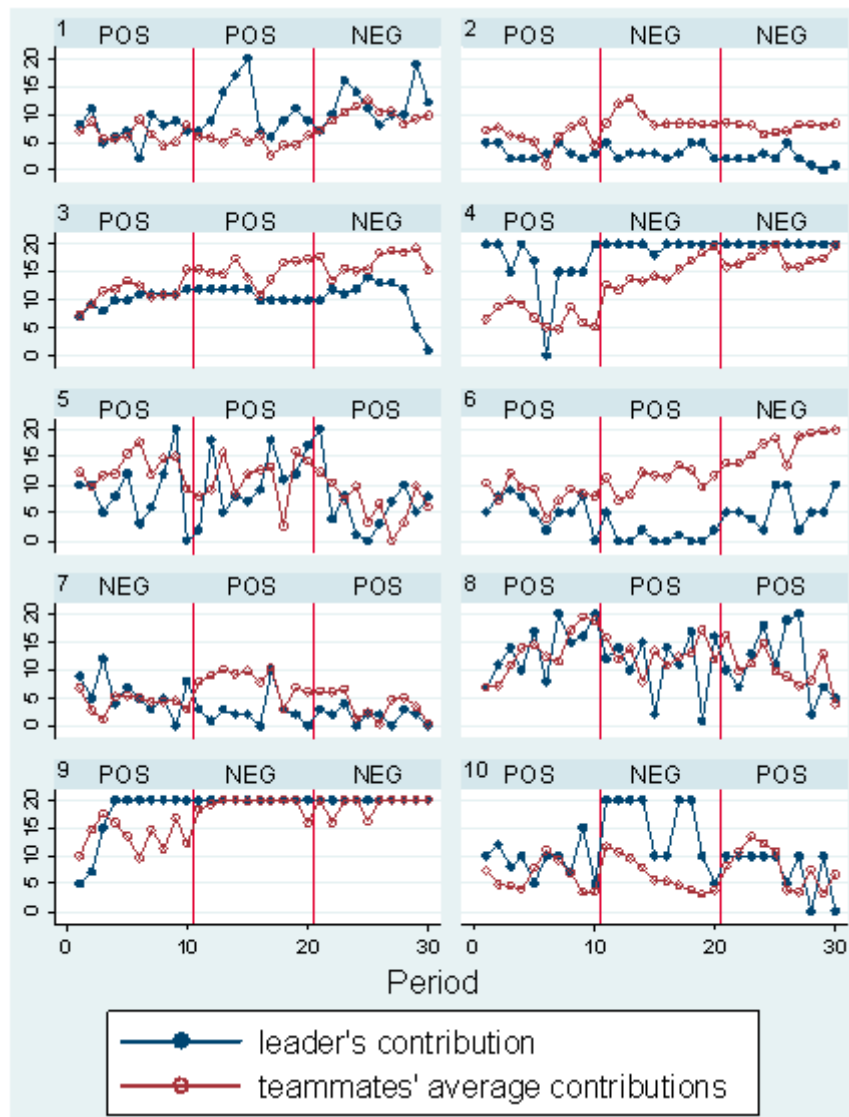 1 POS POS NEG
2 POS NEG NEG
20
15
10
5
0
3 POS POS NEG
4 POS POS NEG
20
15
10
5
0
5 POS POS POS
6 POS POS NEG
20
15
10
5
0
7 NEG POS POS
8 POS POS POS
20
15
10
5
0
9 POS NEG NEG
10 POS NEG POS
20
15
10
5
0
0 10 20 30 0 10 20 30
Period
leader's contribution
teammates' average contributions